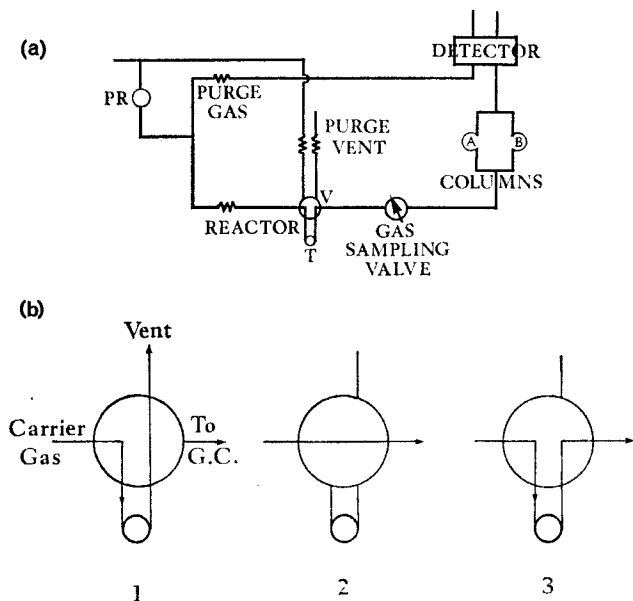 (a)
DETECTOR
PR
PURGE
GAS
PURGE
VENT
A
B
COLUMNS
V
REACTOR
T
GAS
SAMPLING
VALVE
(b)
Vent
Carrier
Gas
To
G.C.
1
2
3